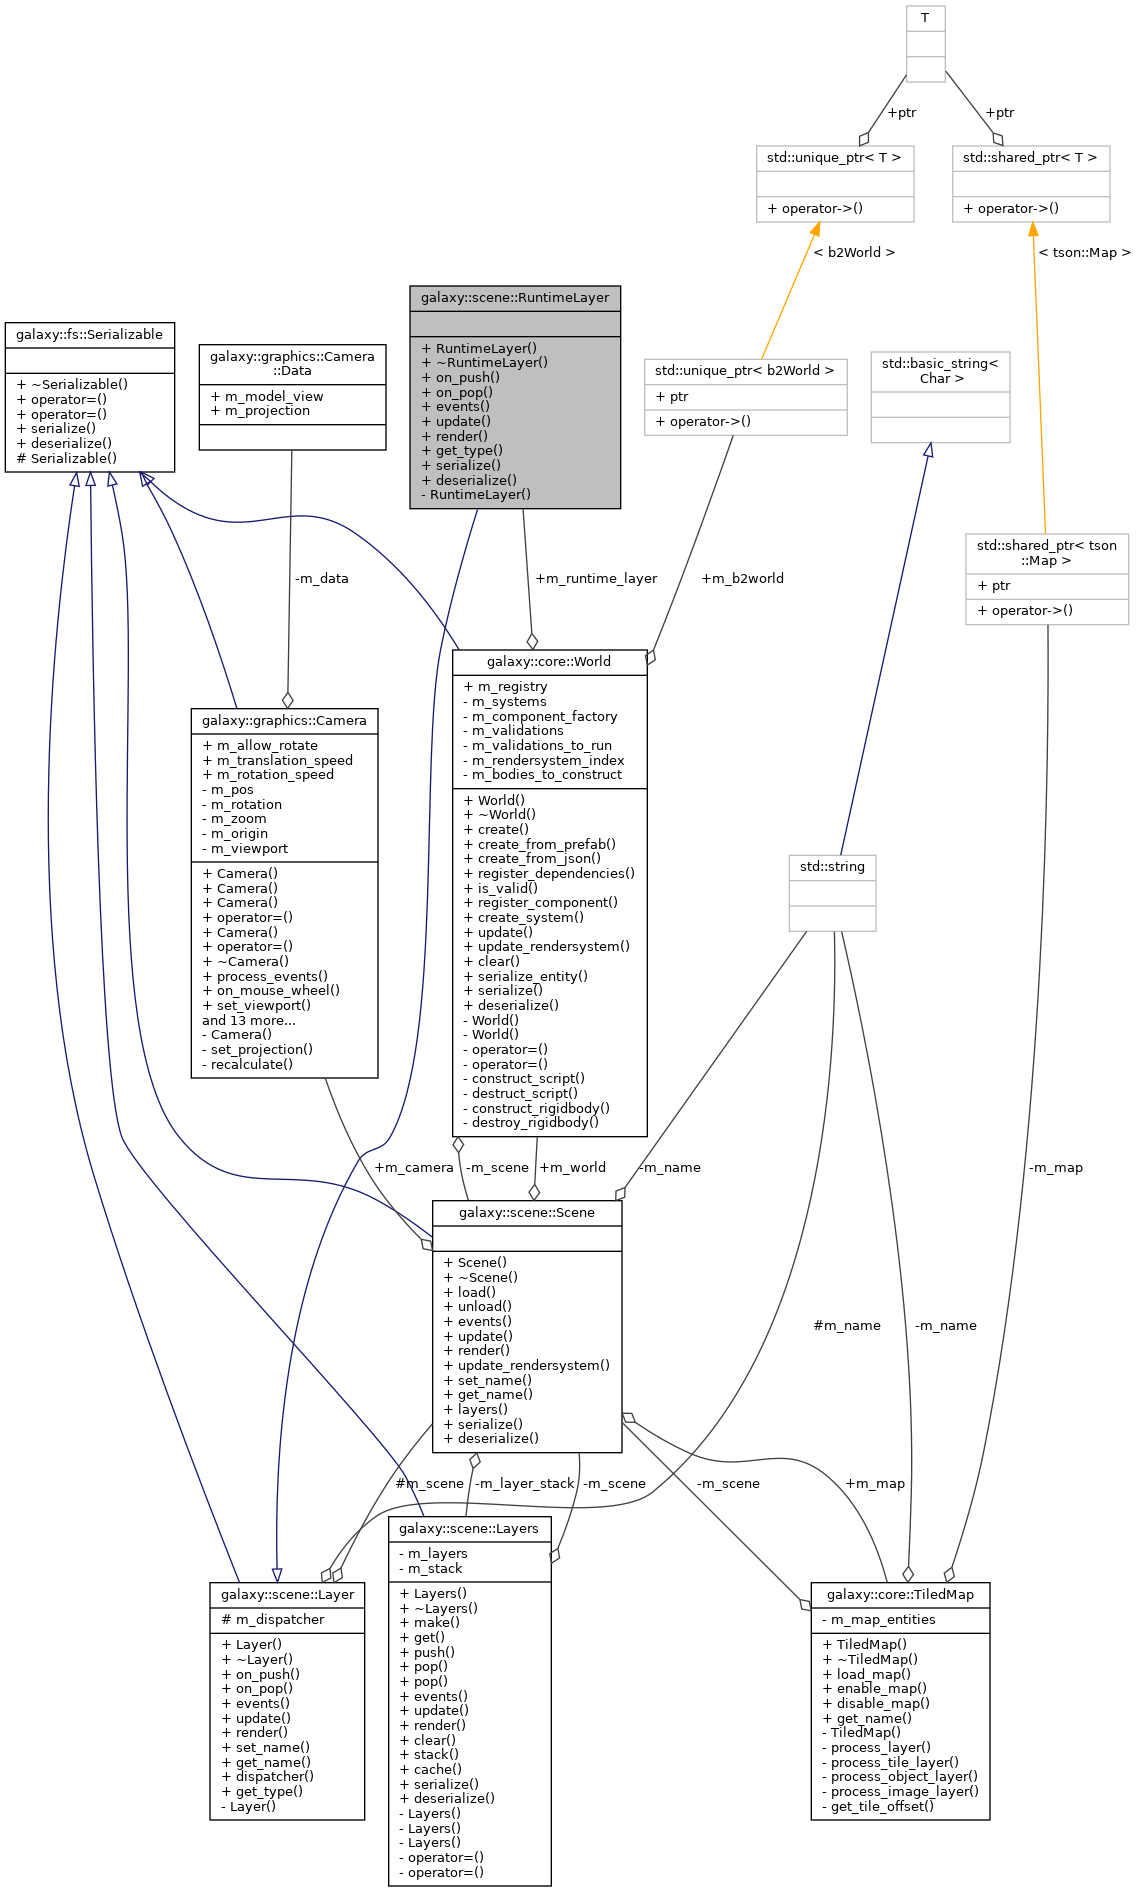 T
+ptr
+ptr
std::unique_ptr< T >
+ operator->()
std::shared_ptr< T >
+ operator->()
< b2World >
< tson::Map >
galaxy::scene::RuntimeLayer
+ RuntimeLayer()
+ ~RuntimeLayer()
+ on_push()
+ on_pop()
+ events()
+ update()
+ render()
+ get_type()
+ serialize()
+ deserialize()
- RuntimeLayer()
galaxy::fs::Serializable
+ ~Serializable()
+ operator=()
+ operator=()
+ serialize()
+ deserialize()
# Serializable()
galaxy::graphics::Camera
::Data
+ m_model_view
+ m_projection
std::unique_ptr< b2World >
+ ptr
+ operator->()
std::basic_string<
Char >
std::shared_ptr< tson
::Map >
+ ptr
+ operator->()
-m_data
+m_runtime_layer
+m_b2world
galaxy::core::World
+ m_registry
- m_systems
- m_component_factory
- m_validations
- m_validations_to_run
- m_rendersystem_index
- m_bodies_to_construct
+ World()
+ ~World()
+ create()
+ create_from_prefab()
+ create_from_json()
+ register_dependencies()
+ is_valid()
+ register_component()
+ create_system()
+ update()
+ update_rendersystem()
+ clear()
+ serialize_entity()
+ serialize()
+ deserialize()
- World()
- World()
- operator=()
- operator=()
- construct_script()
- destruct_script()
- construct_rigidbody()
- destroy_rigidbody()
galaxy::graphics::Camera
+ m_allow_rotate
+ m_translation_speed
+ m_rotation_speed
- m_pos
- m_rotation
- m_zoom
- m_origin
- m_viewport
+ Camera()
+ Camera()
+ Camera()
+ operator=()
+ Camera()
+ operator=()
+ ~Camera()
+ process_events()
+ on_mouse_wheel()
+ set_viewport()
and 13 more...
- Camera()
- set_projection()
- recalculate()
std::string
+m_camera
-m_scene
+m_world
-m_name
-m_map
galaxy::scene::Scene
+ Scene()
+ ~Scene()
+ load()
+ unload()
+ events()
+ update()
+ render()
+ update_rendersystem()
+ set_name()
+ get_name()
+ layers()
+ serialize()
+ deserialize()
#m_name
-m_name
#m_scene
-m_layer_stack
-m_scene
-m_scene
+m_map
galaxy::scene::Layers
- m_layers
- m_stack
+ Layers()
+ ~Layers()
+ make()
+ get()
+ push()
+ pop()
+ pop()
+ events()
+ update()
+ render()
+ clear()
+ stack()
+ cache()
+ serialize()
+ deserialize()
- Layers()
- Layers()
- Layers()
- operator=()
- operator=()
galaxy::scene::Layer
# m_dispatcher
+ Layer()
+ ~Layer()
+ on_push()
+ on_pop()
+ events()
+ update()
+ render()
+ set_name()
+ get_name()
+ dispatcher()
+ get_type()
- Layer()
galaxy::core::TiledMap
- m_map_entities
+ TiledMap()
+ ~TiledMap()
+ load_map()
+ enable_map()
+ disable_map()
+ get_name()
- TiledMap()
- process_layer()
- process_tile_layer()
- process_object_layer()
- process_image_layer()
- get_tile_offset()